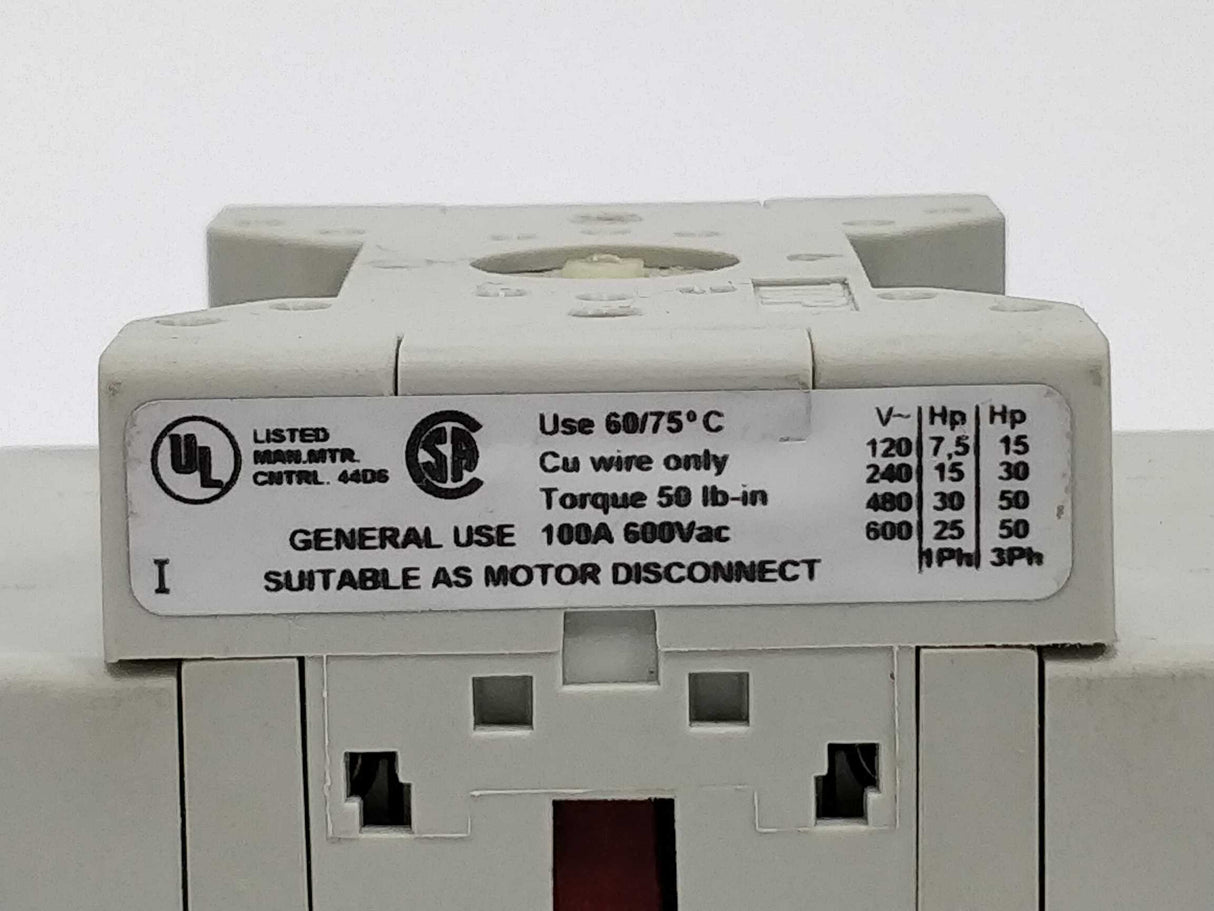 UL
LISTED
MAN.MTR.
CNTRL. 44D6
SA
Use 60/75° C
Cu wire only
Torque 50 lb-in
GENERAL USE 100A 600Vac
SUITABLE AS MOTOR DISCONNECT
I
V~ Hp Hp
120 7,5 15
240 15 30
480 30 50
600 25 50
1Ph 3Ph